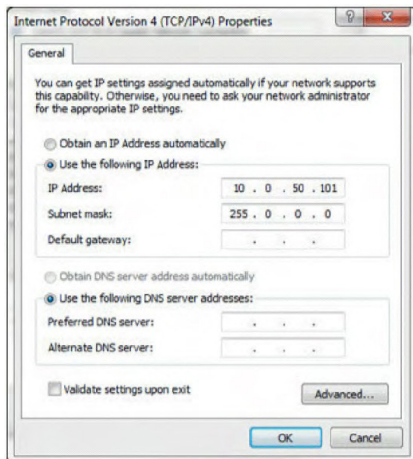 Internet Protocol Version 4 (TCP/IPv4) Properties
General
You can get IP settings assigned automatically if your network supports
this capability. Otherwise, you need to ask your network administrator
for the appropriate IP settings.
Obtain an IP Address automatically
Use the following IP Address:
IP Address: 10 . 0 . 50 . 101
Subnet mask: 255 . 0 . 0 . 0
Default gateway: . . .
Obtain DNS server address automatically
Use the following DNS server addresses:
Preferred DNS server: . . .
Alternate DNS server: . . .
Validate settings upon exit
Advanced...
OK Cancel